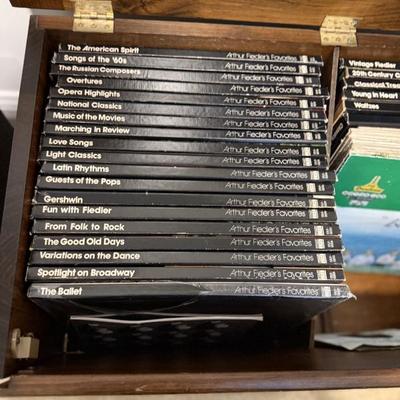 The American Spirit Arthur Fiedler's Favorites
Songs of the '60s Arthur Fiedler's Favorites
The Russian Composers Arthur Fiedler's Favorites
Overtures Arthur Fiedler's Favorites
Opera Highlights Arthur Fiedler's Favorites
National Classics Arthur Fiedler's Favorites
Music of the Movies Arthur Fiedler's Favorites
Marching in Review Arthur Fiedler's Favorites
Love Songs Arthur Fiedler's Favorites
Light Classics Arthur Fiedler's Favorites
Latin Rhythms Arthur Fiedler's Favorites
Guests of the Pops Arthur Fiedler's Favorites
Gershwin Arthur Fiedler's Favorites
Fun with Fiedler Arthur Fiedler's Favorites
From Folk to Rock Arthur Fiedler's Favorites
The Good Old Days Arthur Fiedler's Favorites
Variations on the Dance Arthur Fiedler's Favorites
Spotlight on Broadway Arthur Fiedler's Favorites
The Ballet Arthur Fiedler's Favorites
Vintage Fiedler
20th Century
Classical
Young in Heart
Waltzes